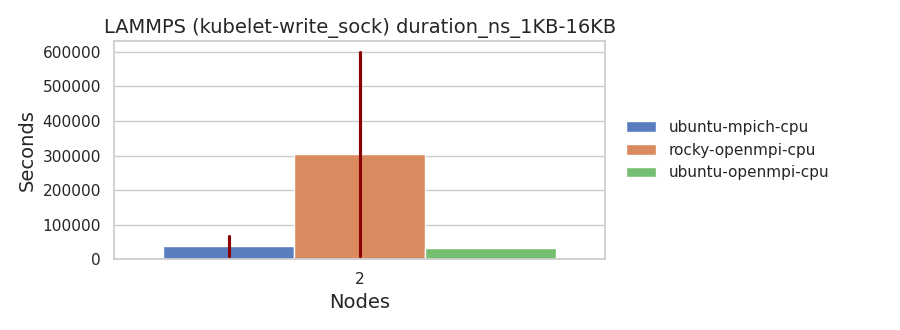 LAMMPS (kubelet-write_sock) duration_ns_1KB-16KB
600000
500000
400000
300000
200000
100000
0
Seconds
2
Nodes
ubuntu-mpich-cpu
rocky-openmpi-cpu
ubuntu-openmpi-cpu